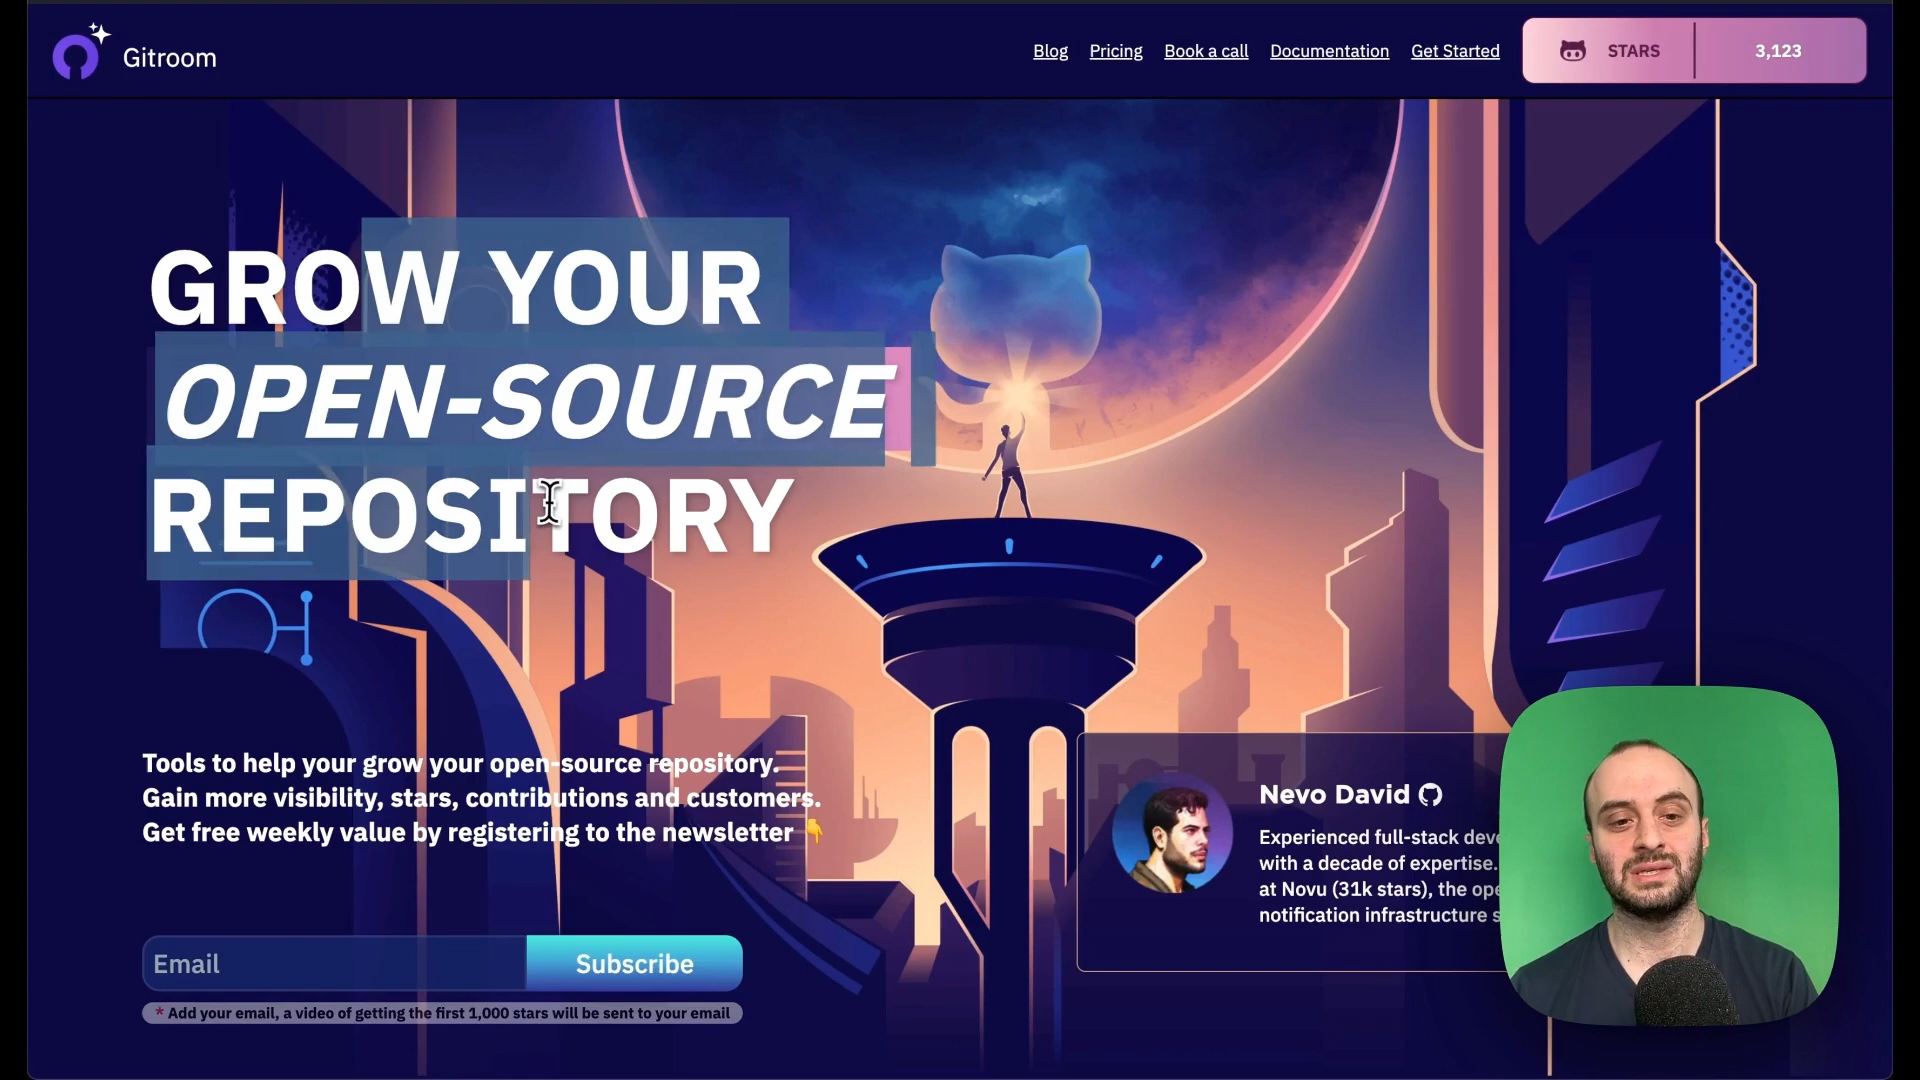 Gitroom
Blog Pricing Book a call Documentation Get Started STARS 3,123
GROW YOUR
OPEN-SOURCE
REPOSITORY
Tools to help your grow your open-source repository.
Gain more visibility, stars, contributions and customers.
Get free weekly value by registering to the newsletter 👇
Email Subscribe
* Add your email, a video of getting the first 1,000 stars will be sent to your email
Nevo David
Experienced full-stack
with a decade of expertise.
at Novu (31k stars), the
notification infrastructure